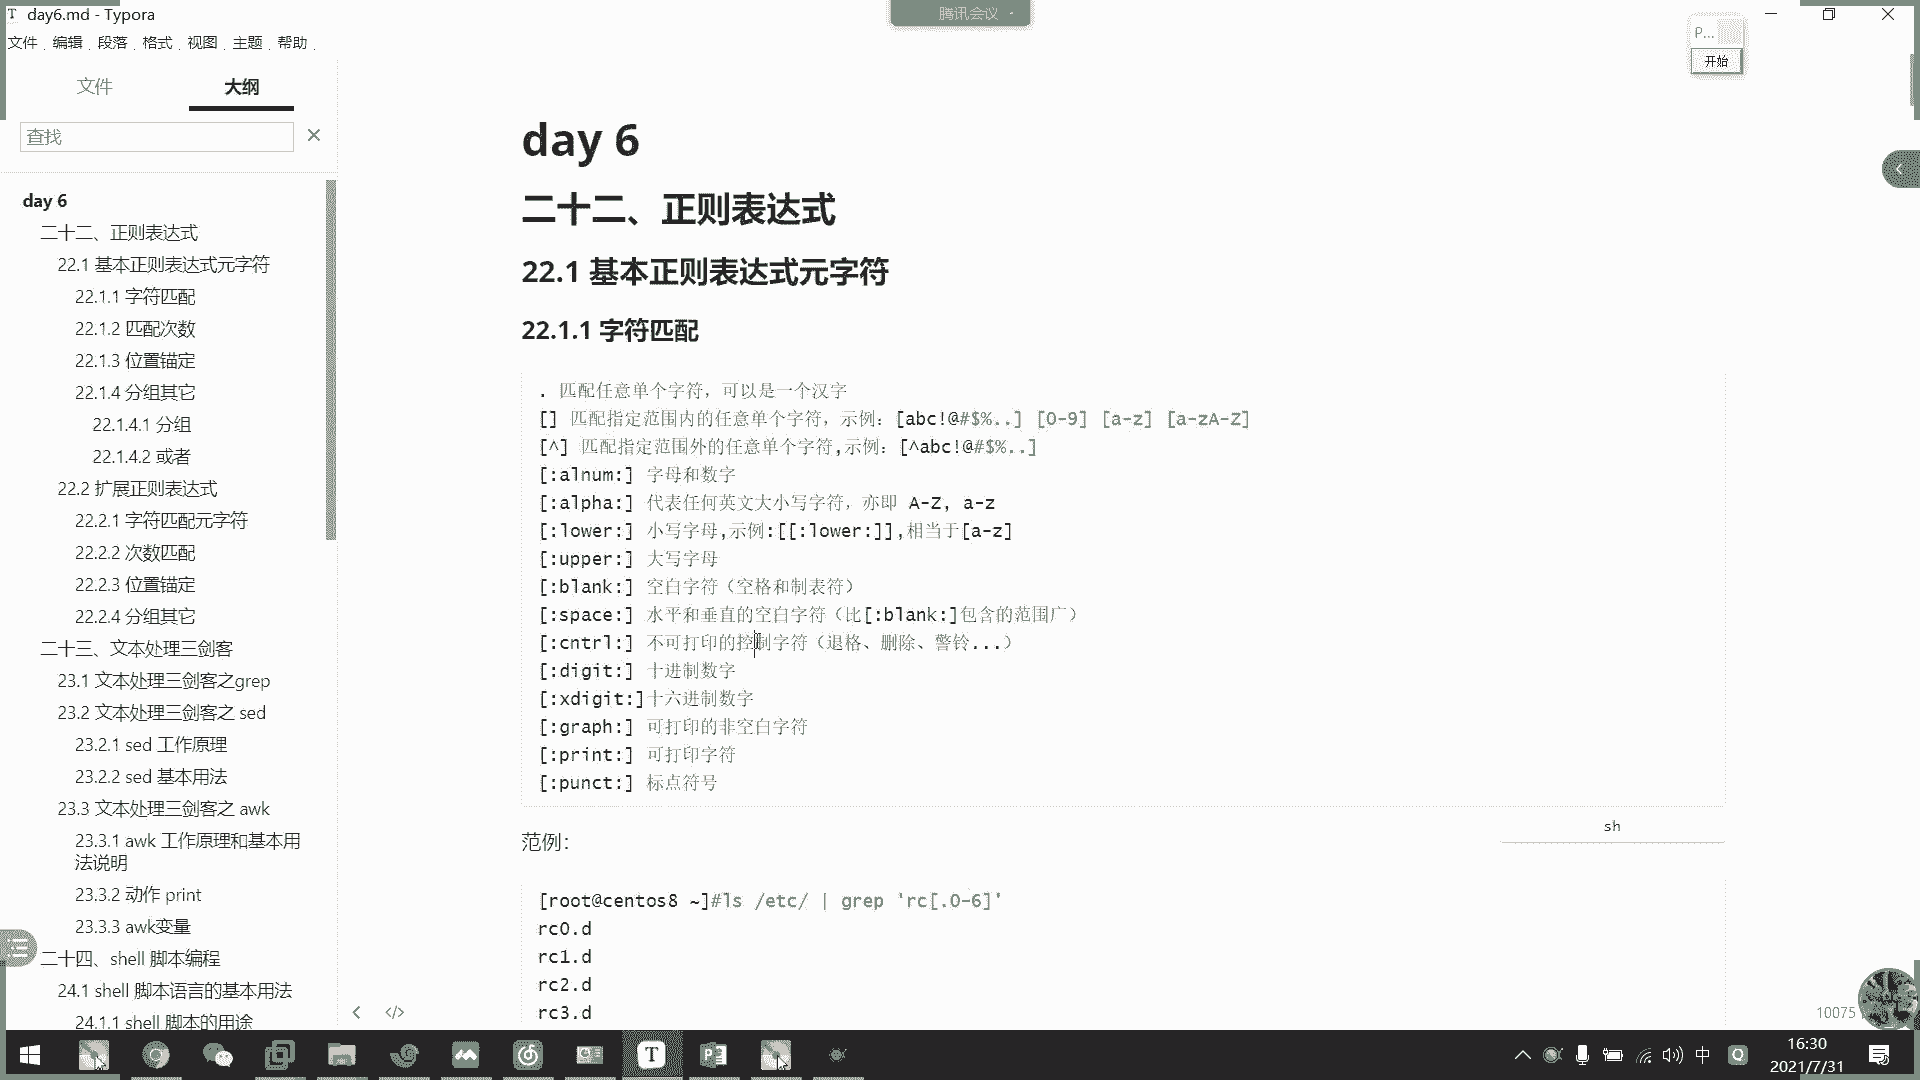 day6.md - Typora
腾讯会议
文件 编辑 段落 格式 视图 主题 帮助
P...
开始
文件 大纲
查找
day 6
二十二、正则表达式
22.1 基本正则表达式元字符
22.1.1 字符匹配
22.1.2 匹配次数
22.1.3 位置锚定
22.1.4 分组其它
22.1.4.1 分组
22.1.4.2 或者
22.2 扩展正则表达式
22.2.1 字符匹配元字符
22.2.2 次数匹配
22.2.3 位置锚定
22.2.4 分组其它
二十三、文本处理三剑客
23.1 文本处理三剑客之grep
23.2 文本处理三剑客之 sed
23.2.1 sed 工作原理
23.2.2 sed 基本用法
23.3 文本处理三剑客之 awk
23.3.1 awk 工作原理和基本用
法说明
23.3.2 动作 print
23.3.3 awk变量
二十四、shell 脚本编程
24.1 shell 脚本语言的基本用法
24.1.1 shell 脚本的用途
day 6
二十二、正则表达式
22.1 基本正则表达式元字符
22.1.1 字符匹配
. 匹配任意单个字符，可以是一个汉字
[] 匹配指定范围内的任意单个字符，示例：[abc!@#$%..] [0-9] [a-z] [a-zA-Z]
[^] 匹配指定范围外的任意单个字符,示例：[^abc!@#$%..]
[:alnum:] 字母和数字
[:alpha:] 代表任何英文大小写字符，亦即 A-Z, a-z
[:lower:] 小写字母,示例:[[:lower:]],相当于[a-z]
[:upper:] 大写字母
[:blank:] 空白字符（空格和制表符）
[:space:] 水平和垂直的空白字符（比[:blank:]包含的范围广）
[:cntrl:] 不可打印的控制字符（退格、删除、警铃...）
[:digit:] 十进制数字
[:xdigit:]十六进制数字
[:graph:] 可打印的非空白字符
[:print:] 可打印字符
[:punct:] 标点符号
sh
范例：
[root@centos8 ~]#ls /etc/ | grep 'rc[.0-6]'
rc0.d
rc1.d
rc2.d
rc3.d
10075
中
16:30
2021/7/31